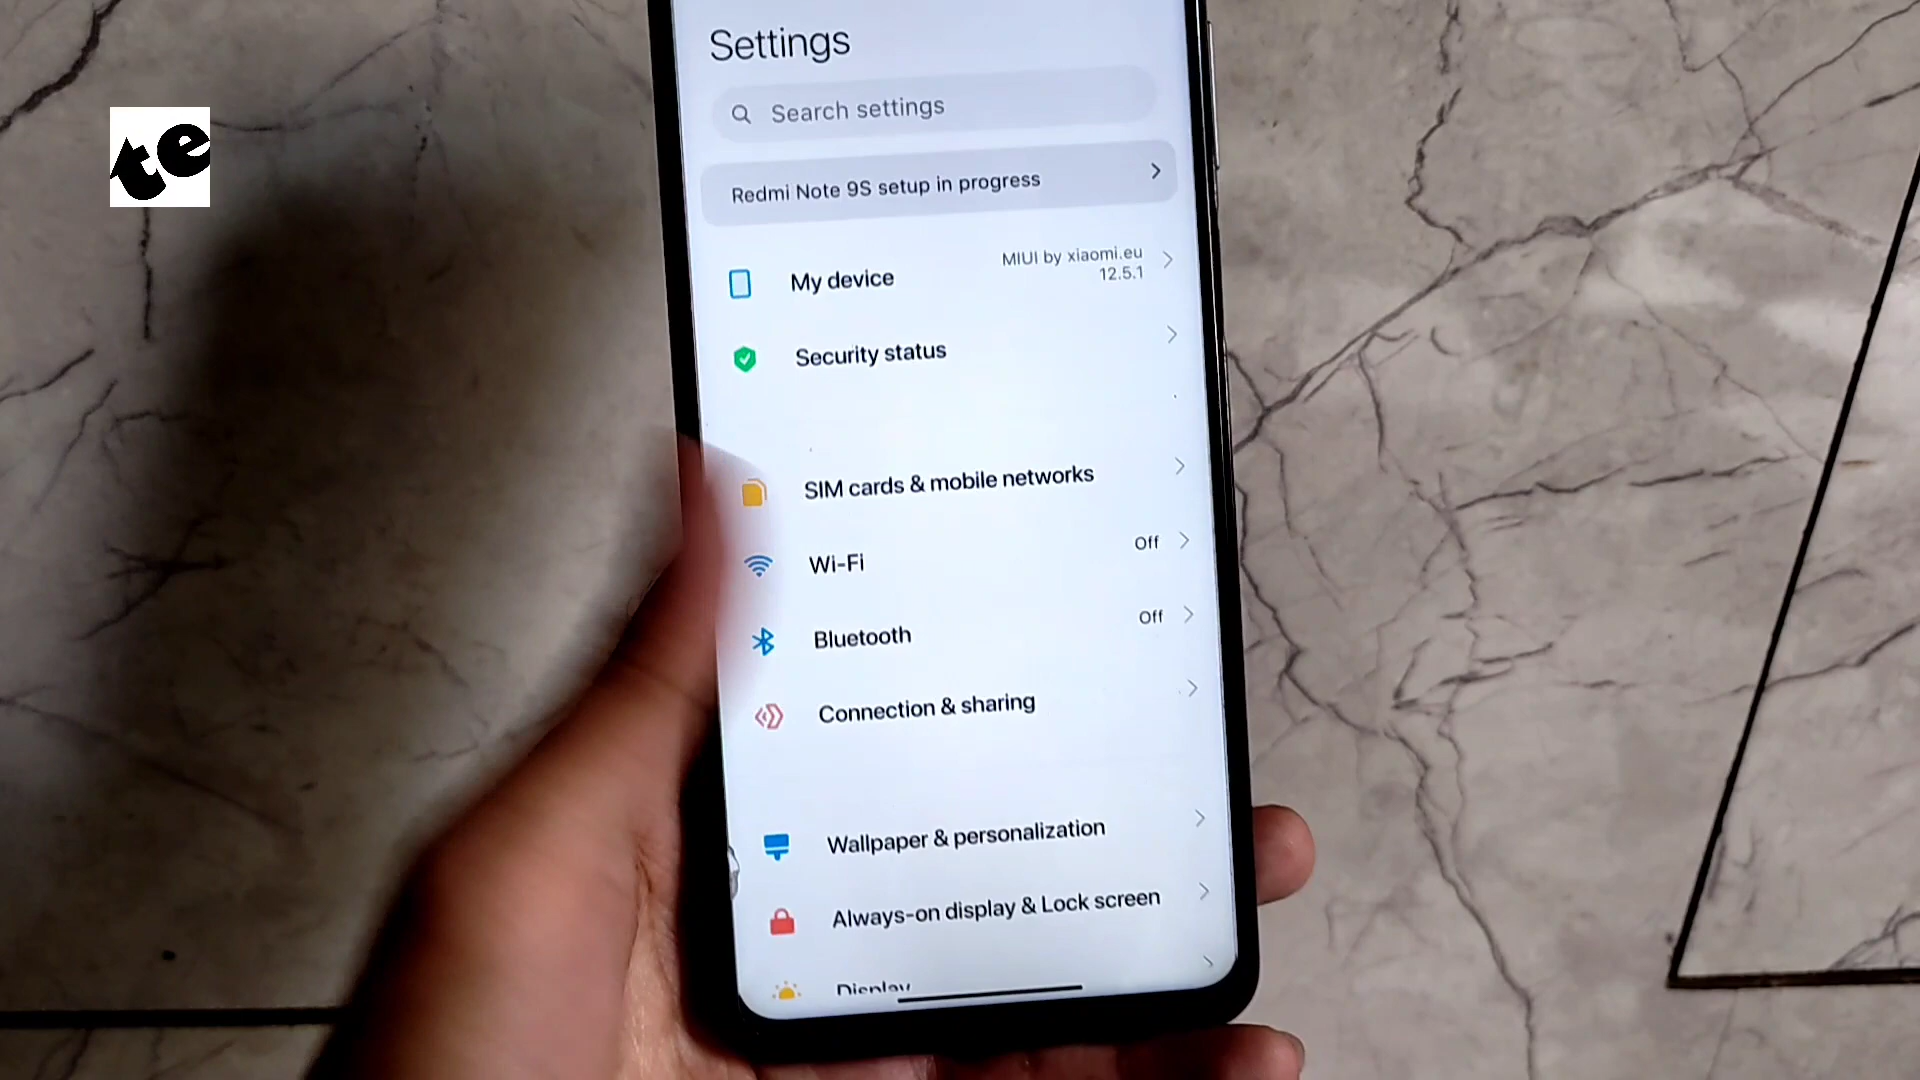 Settings
te
Search settings
Redmi Note 9S setup in progress
My device
MIUI by xiaomi.eu
12.5.1
Security status
SIM cards & mobile networks
Wi-Fi
Off
Bluetooth
Off
Connection & sharing
Wallpaper & personalization
Always-on display & Lock screen
Display